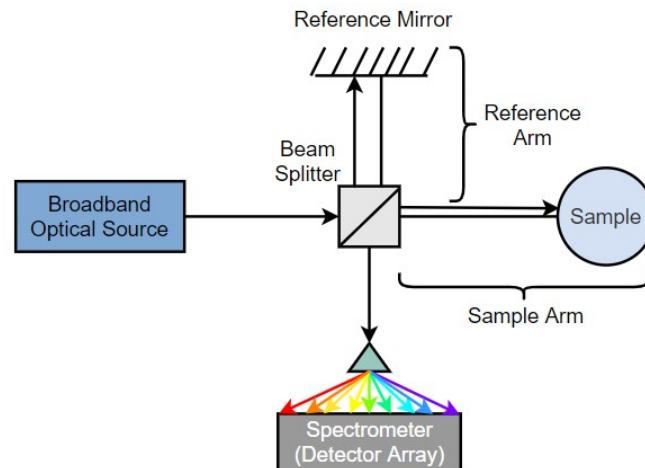 Reference Mirror
Reference
Arm
Beam
Splitter
Broadband
Optical Source
Sample
Sample Arm
Spectrometer
(Detector Array)